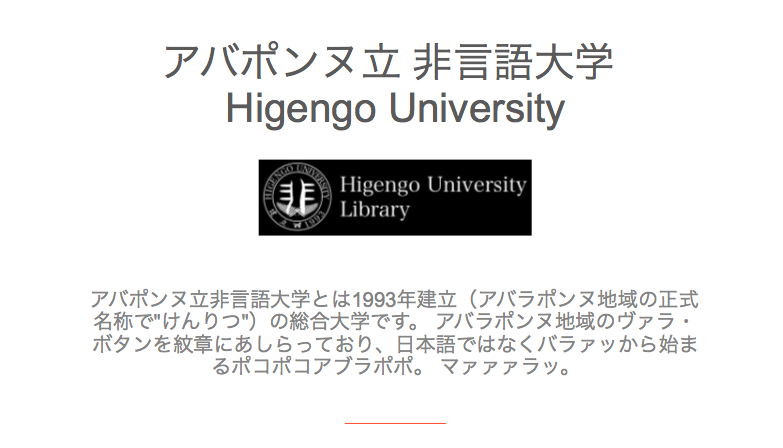 アバポンヌ立 非言語大学
Higengo University
HIGENGO UNIVERSITY
非
1993
Higengo University
Library
アバポンヌ立非言語大学とは1993年建立（アバラポンヌ地域の正式
名称で"けんりつ"）の総合大学です。 アバラポンヌ地域のヴァラ・
ボタンを紋章にあしらっており、日本語ではなくバラァッから始ま
るポコポコアブラポポ。 マァァァラッ。